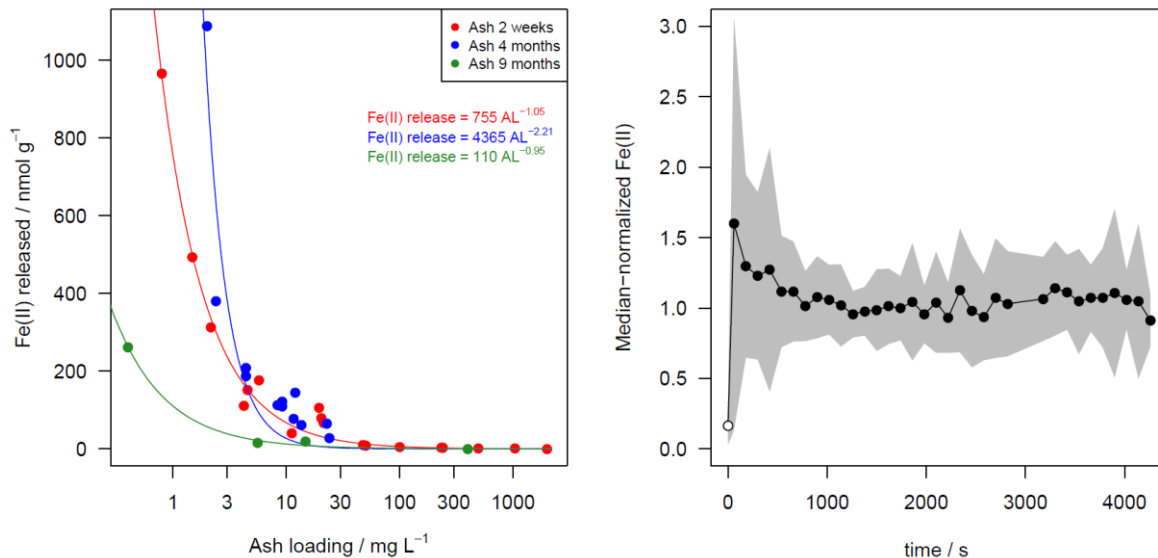 Ash 2 weeks
Ash 4 months
Ash 9 months
Fe(II) release = 755 AL⁻¹·⁰⁵
Fe(II) release = 4365 AL⁻²·²¹
Fe(II) release = 110 AL⁻⁰·⁹⁵
Fe(II) released / nmol g⁻¹
1000
800
600
400
200
0
1 3 10 30 100 300 1000
Ash loading / mg L⁻¹
Median−normalized Fe(II)
3.0
2.5
2.0
1.5
1.0
0.5
0.0
0 1000 2000 3000 4000
time / s